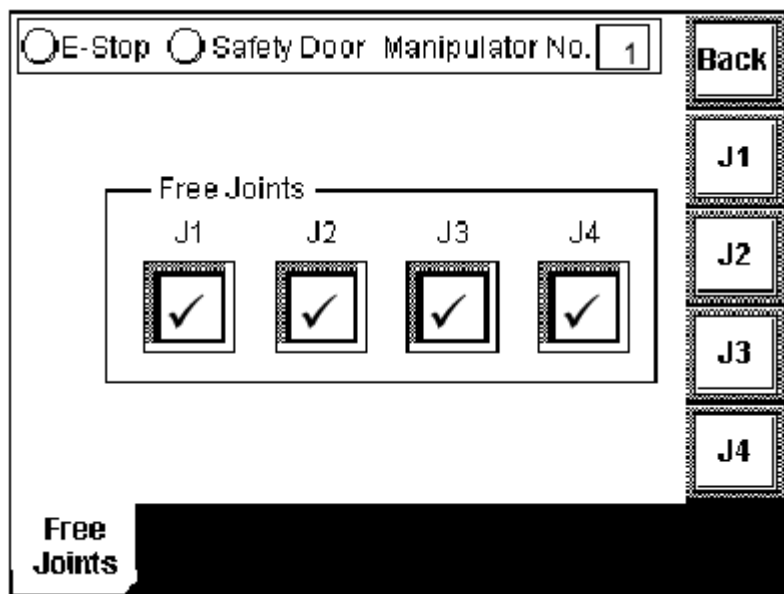 E-Stop Safety Door Manipulator No. 1
Back
J1
J2
J3
J4
Free Joints
J1 J2 J3 J4
Free
Joints